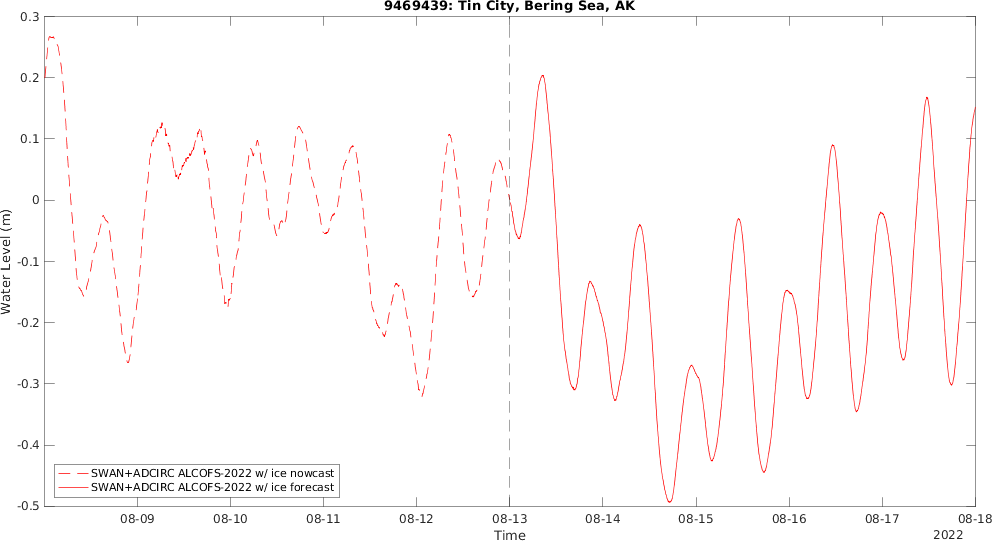 9469439: Tin City, Bering Sea, AK
0.3
0.2
0.1
0
-0.1
-0.2
-0.3
-0.4
-0.5
Water Level (m)
SWAN+ADCIRC ALCOFS-2022 w/ ice nowcast
SWAN+ADCIRC ALCOFS-2022 w/ ice forecast
08-09 08-10 08-11 08-12 08-13 08-14 08-15 08-16 08-17 08-18
Time
2022